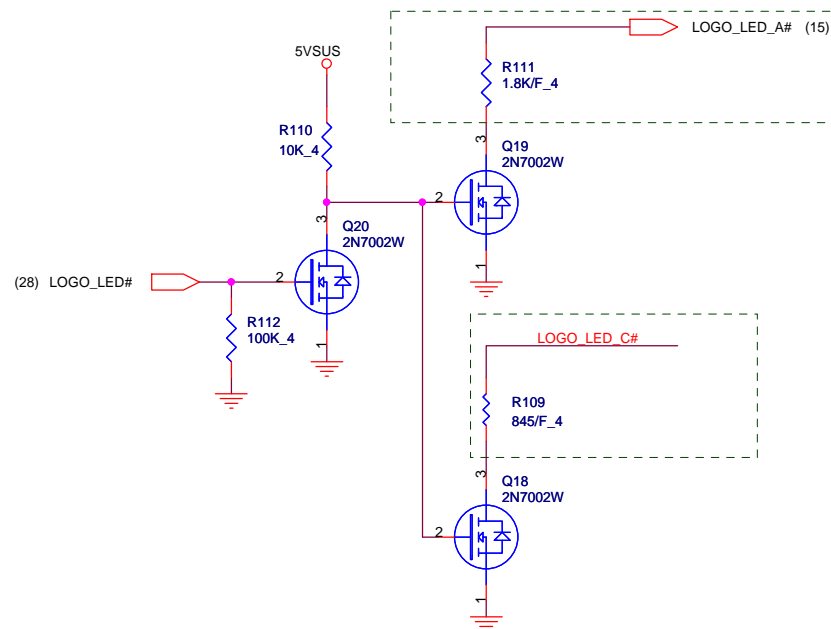 LOGO_LED_A# (15)
5VSUS
R111
1.8K/F_4
R110
10K_4
3
Q19
2N7002W
2
3
Q20
2N7002W
1
(28) LOGO_LED#
2
R112
100K_4
1
LOGO_LED_C#
R109
845/F_4
3
Q18
2N7002W
2
1